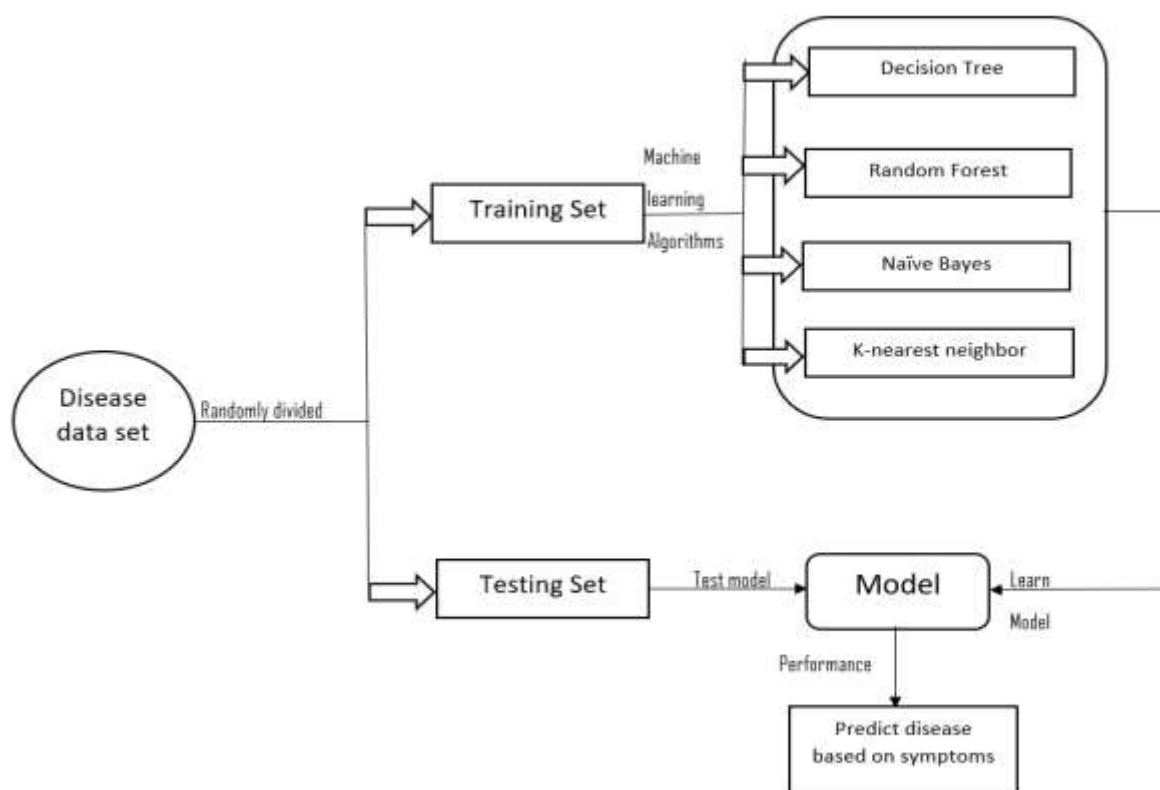 Decision Tree
Machine
Random Forest
Training Set
learning
Algorithms
Naïve Bayes
K-nearest neighbor
Disease
data set
Randomly divided
Testing Set
Test model
Model
Learn
Model
Performance
Predict disease
based on symptoms